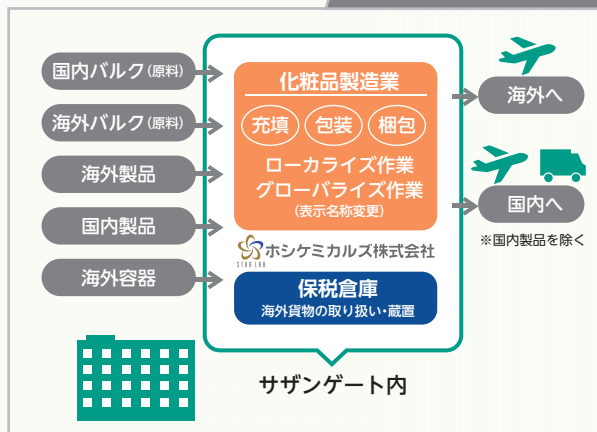 国内バルク(原料)
海外バルク(原料)
海外製品
国内製品
海外容器
化粧品製造業
充填 包装 梱包
ローカライズ作業
グローバライズ作業
(表示名称変更)
STAR LAB
ホシケミカルズ株式会社
保税倉庫
海外貨物の取り扱い・蔵置
サザンゲート内
海外へ
国内へ
※国内製品を除く